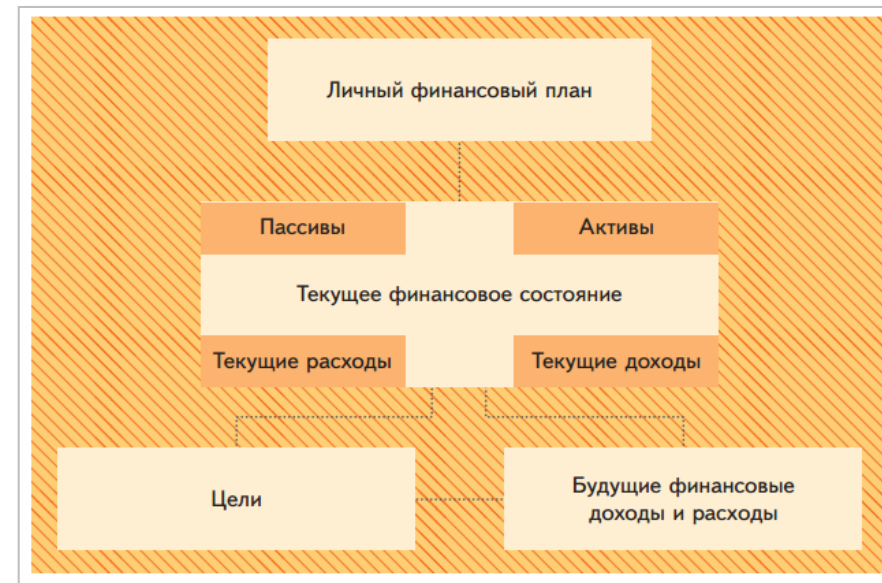 Личный финансовый план
Пассивы
Активы
Текущее финансовое состояние
Текущие расходы
Текущие доходы
Цели
Будущие финансовые
доходы и расходы